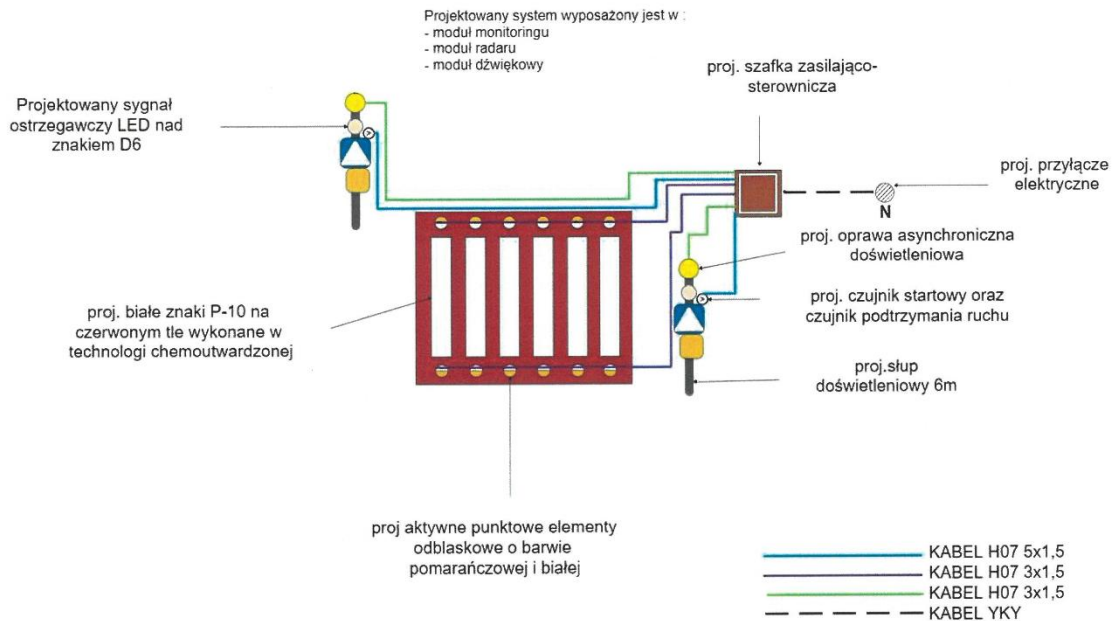 Projektowany system wyposażony jest w :
- moduł monitoringu
- moduł radaru
- moduł dźwiękowy
proj. szafka zasilająco-
sterownicza
Projektowany sygnał
ostrzegawczy LED nad
znakiem D6
proj. przyłącze
elektryczne
N
proj. oprawa asynchroniczna
doświetleniowa
proj. czujnik startowy oraz
czujnik podtrzymania ruchu
proj. białe znaki P-10 na
czerwonym tle wykonane w
technologi chemoutwardzonej
proj.słup
doświetleniowy 6m
proj aktywne punktowe elementy
odblaskowe o barwie
pomarańczowej i białej
KABEL H07 5x1,5
KABEL H07 3x1,5
KABEL H07 3x1,5
KABEL YKY